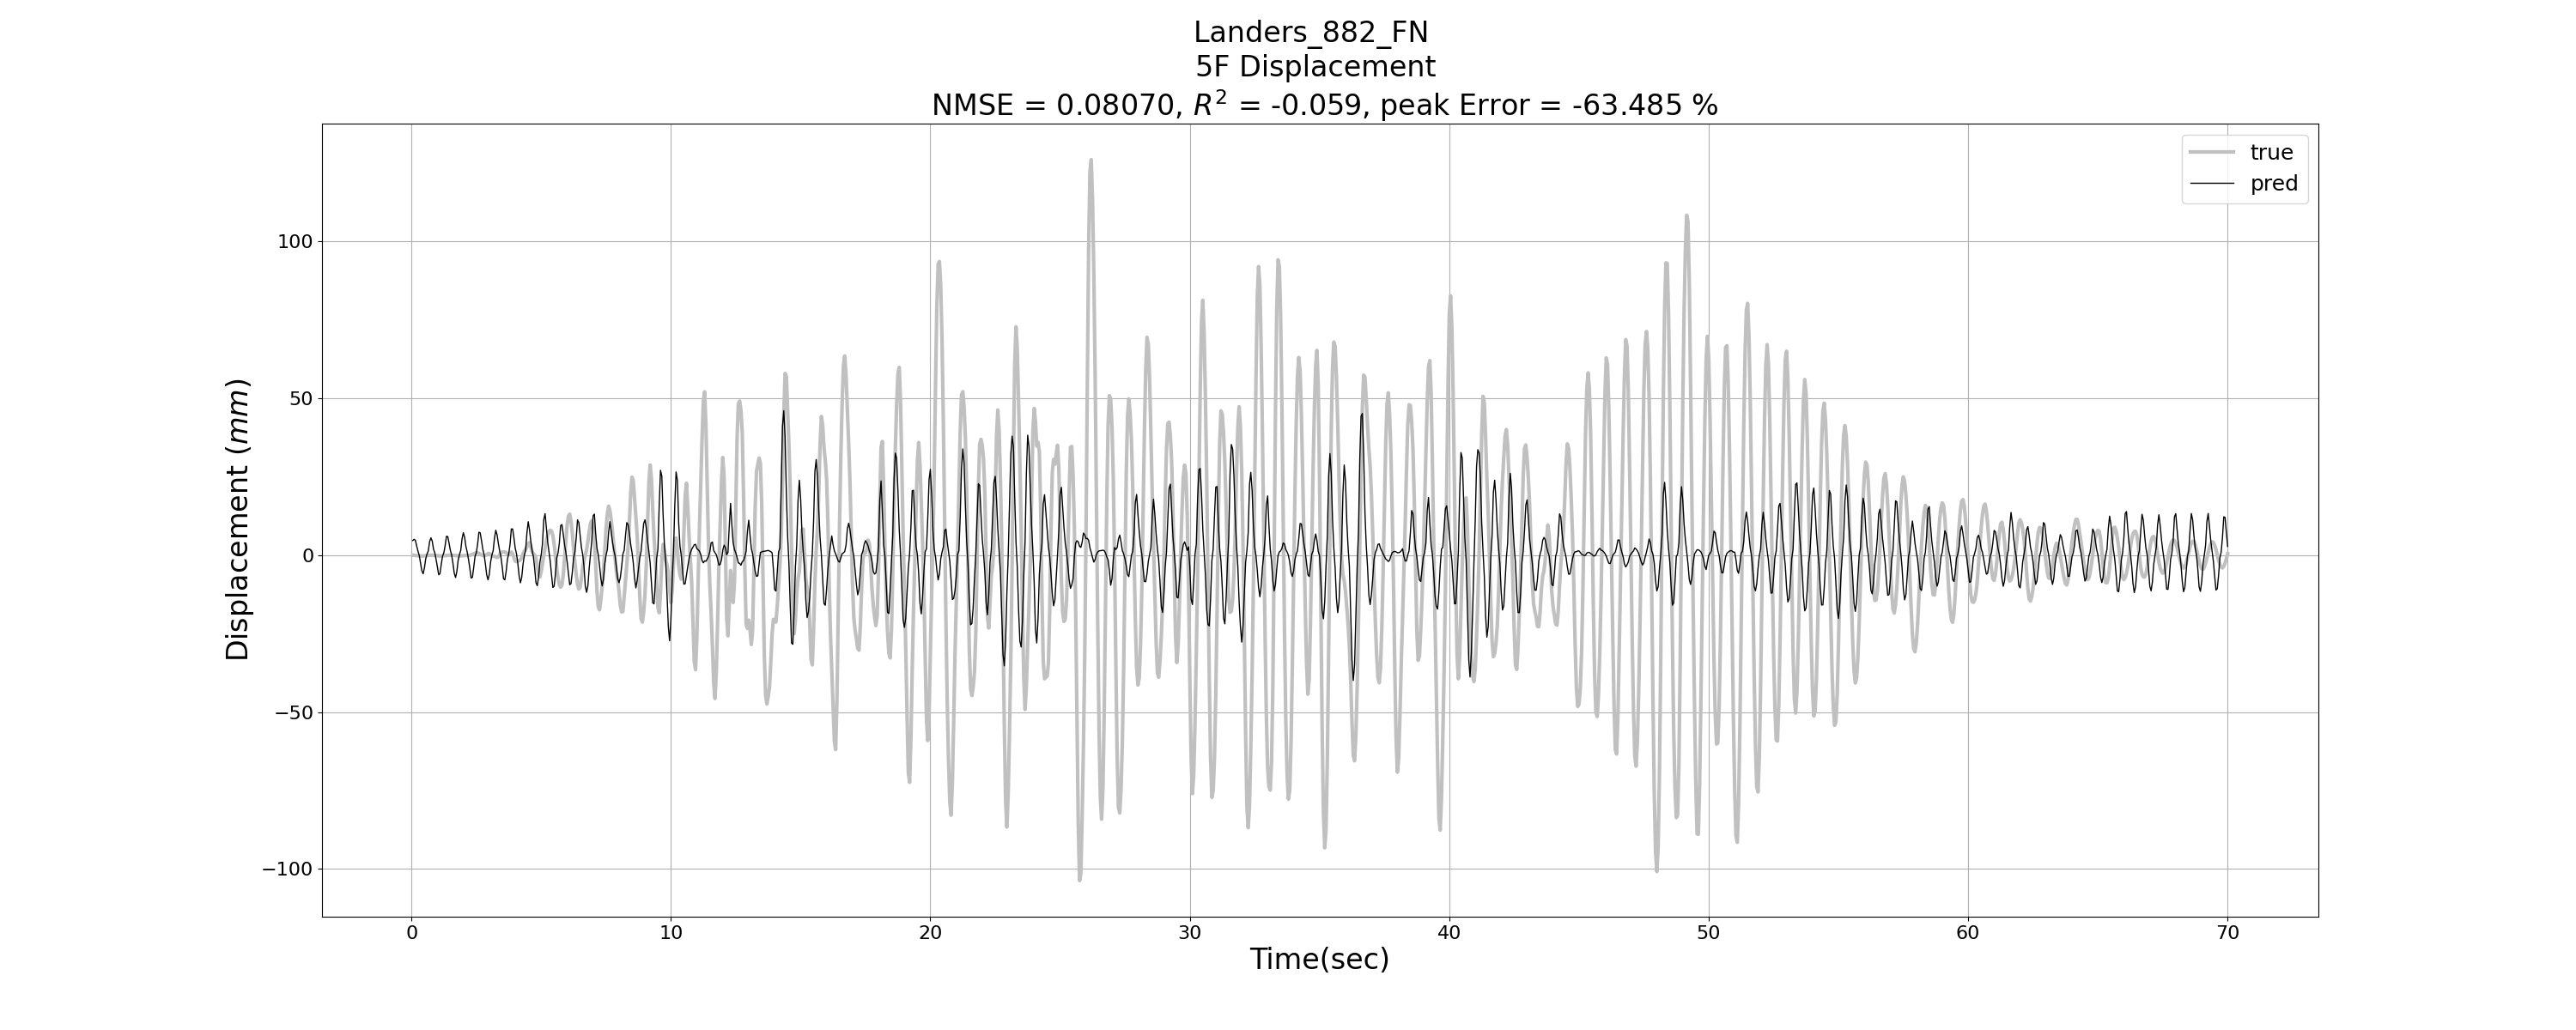 Landers_882_FN
5F Displacement
NMSE = 0.08070, R² = -0.059, peak Error = -63.485 %
true
pred
Displacement (mm)
100
50
0
−50
−100
0 10 20 30 40 50 60 70
Time(sec)